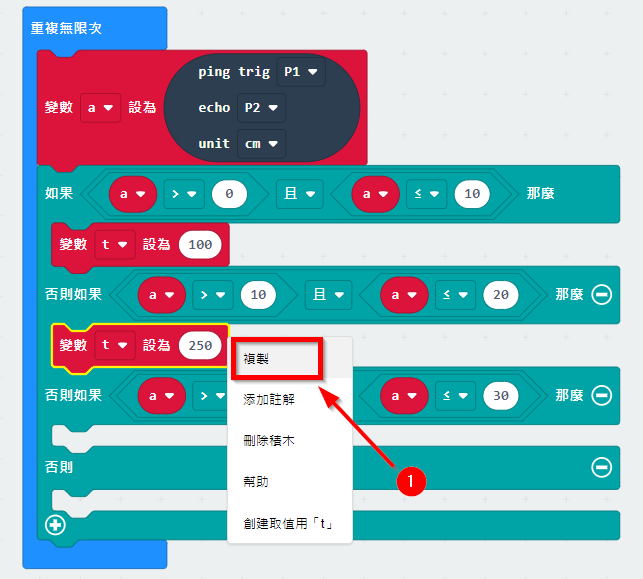 重複無限次
ping trig P1
變數 a 設為 echo P2
unit cm
如果 a > 0 且 a ≤ 10 那麼
變數 t 設為 100
否則如果 a > 10 且 a ≤ 20 那麼
變數 t 設為 250
複製
否則如果 a > a ≤ 30 那麼
添加註解
刪除積木
否則
幫助
創建取值用「t」
1